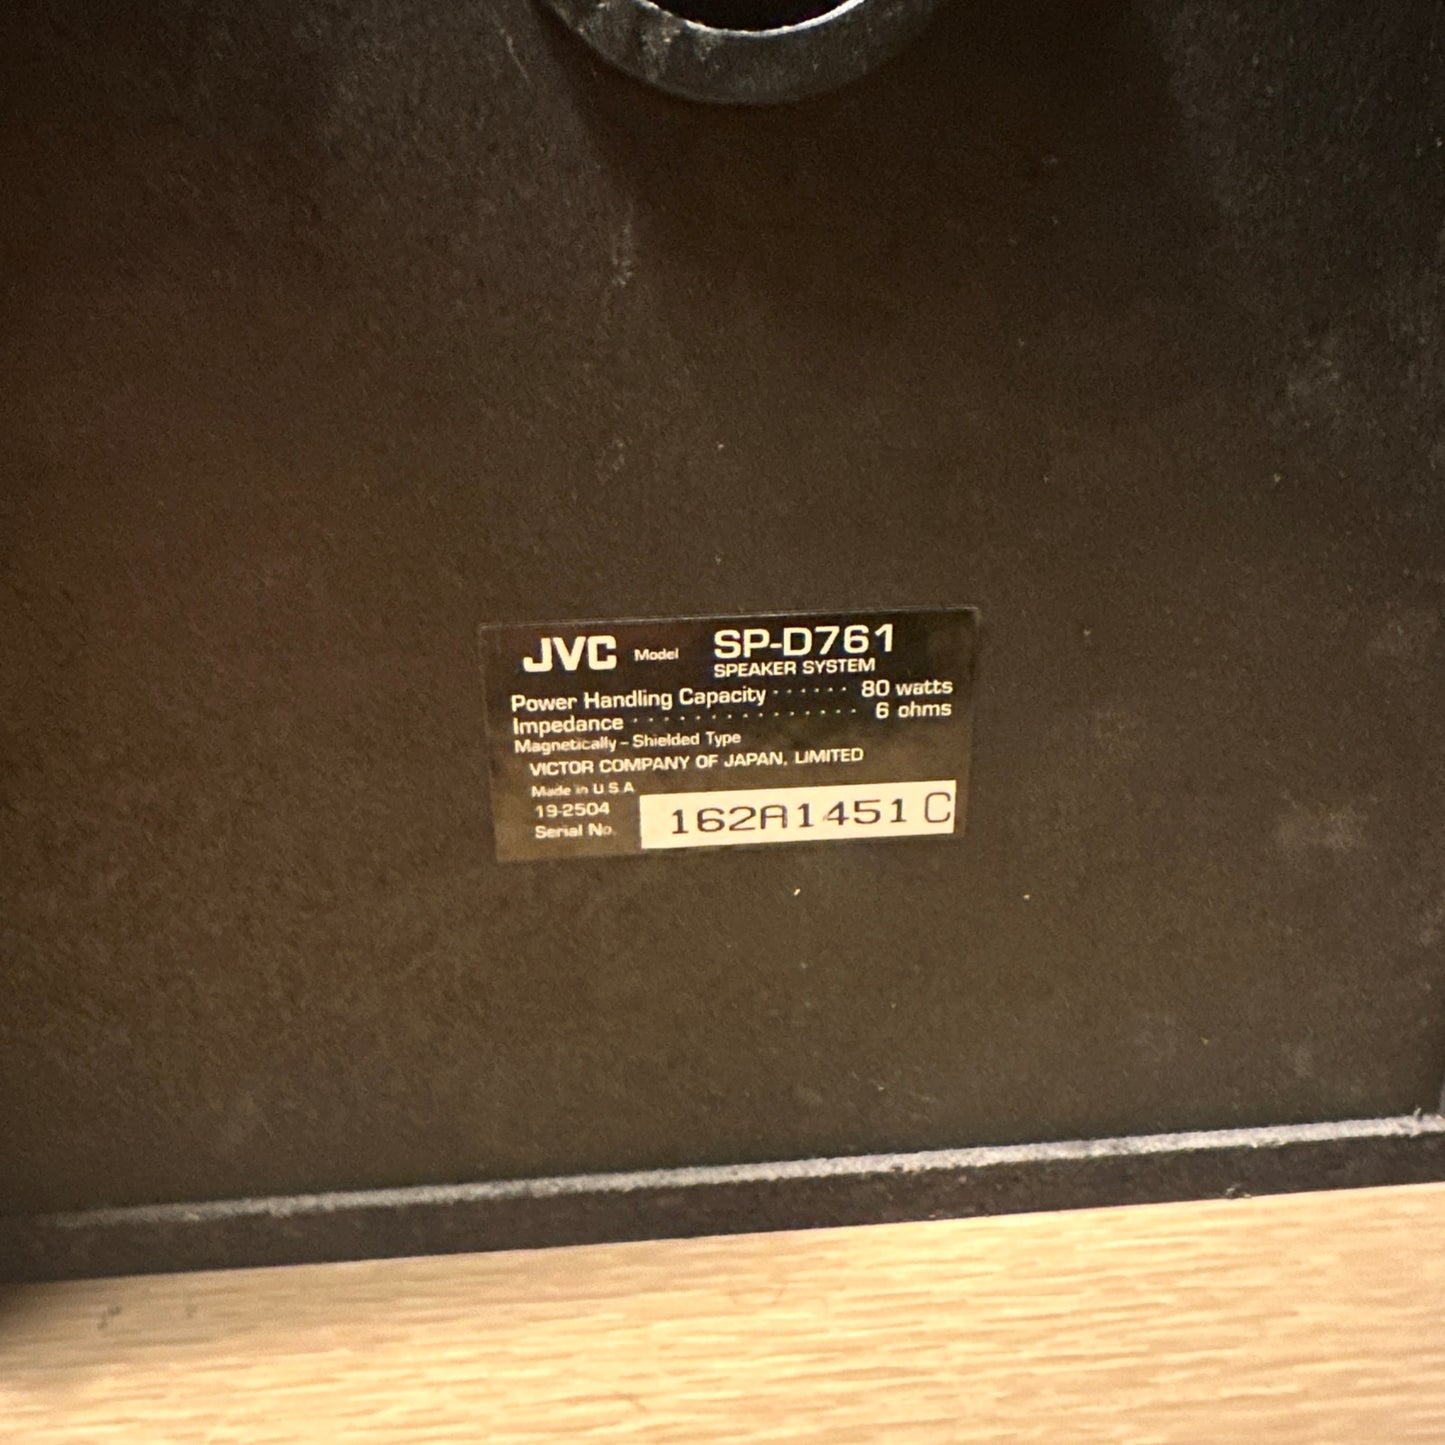 JVC Model SP-D761
SPEAKER SYSTEM
Power Handling Capacity ······ 80 watts
Impedance ··············· 6 ohms
Magnetically-Shielded Type
VICTOR COMPANY OF JAPAN, LIMITED
Made in U.S.A
19-2504
Serial No. 162A1451 C